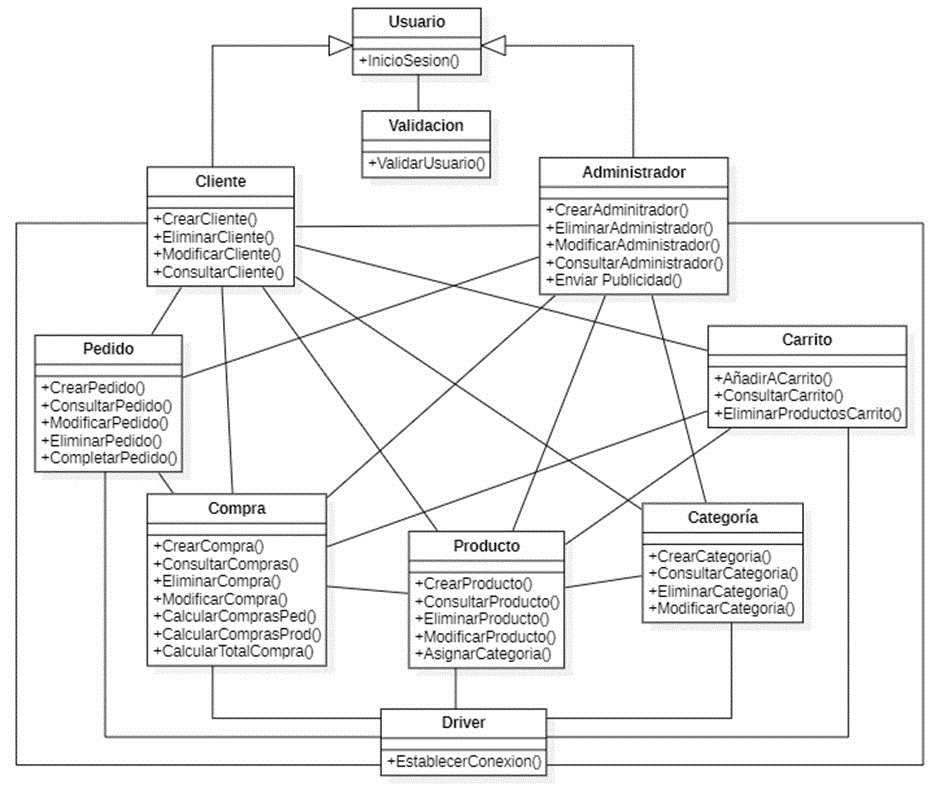 Usuario
+InicioSesion()
Validacion
+ValidarUsuario()
Cliente
+CrearCliente()
+EliminarCliente()
+ModificarCliente()
+ConsultarCliente()
Administrador
+CrearAdminitrador()
+EliminarAdministrador()
+ModificarAdministrador()
+ConsultarAdministrador()
+Enviar Publicidad()
Pedido
+CrearPedido()
+ConsultarPedido()
+ModificarPedido()
+EliminarPedido()
+CompletarPedido()
Carrito
+AñadirACarrito()
+ConsultarCarrito()
+EliminarProductosCarrito()
Compra
+CrearCompra()
+ConsultarCompras()
+EliminarCompra()
+ModificarCompra()
+CalcularComprasPed()
+CalcularComprasProd()
+CalcularTotalCompra()
Producto
+CrearProducto()
+ConsultarProducto()
+EliminarProducto()
+ModificarProducto()
+AsignarCategoria()
Categoría
+CrearCategoria()
+ConsultarCategoria()
+EliminarCategoria()
+ModificarCategoria()
Driver
+EstablecerConexion()